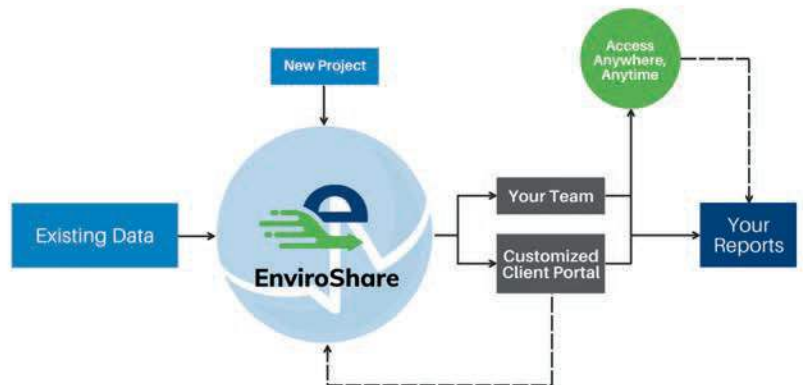 New Project
Access
Anywhere,
Anytime
Existing Data
EnviroShare
Your Team
Customized
Client Portal
Your
Reports